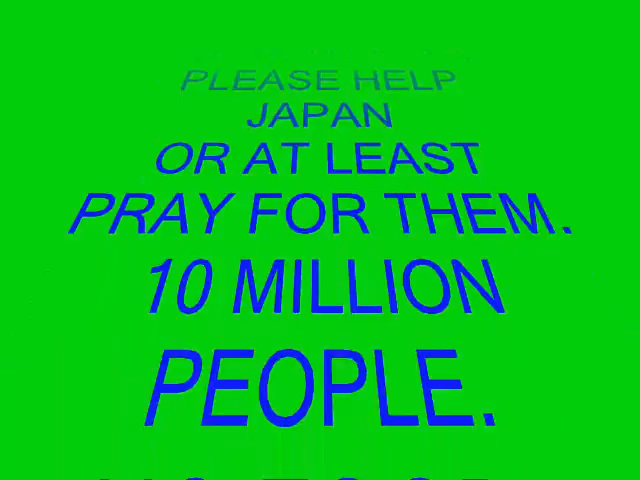 PLEASE HELP
JAPAN
OR AT LEAST
PRAY FOR THEM.
10 MILLION
PEOPLE.